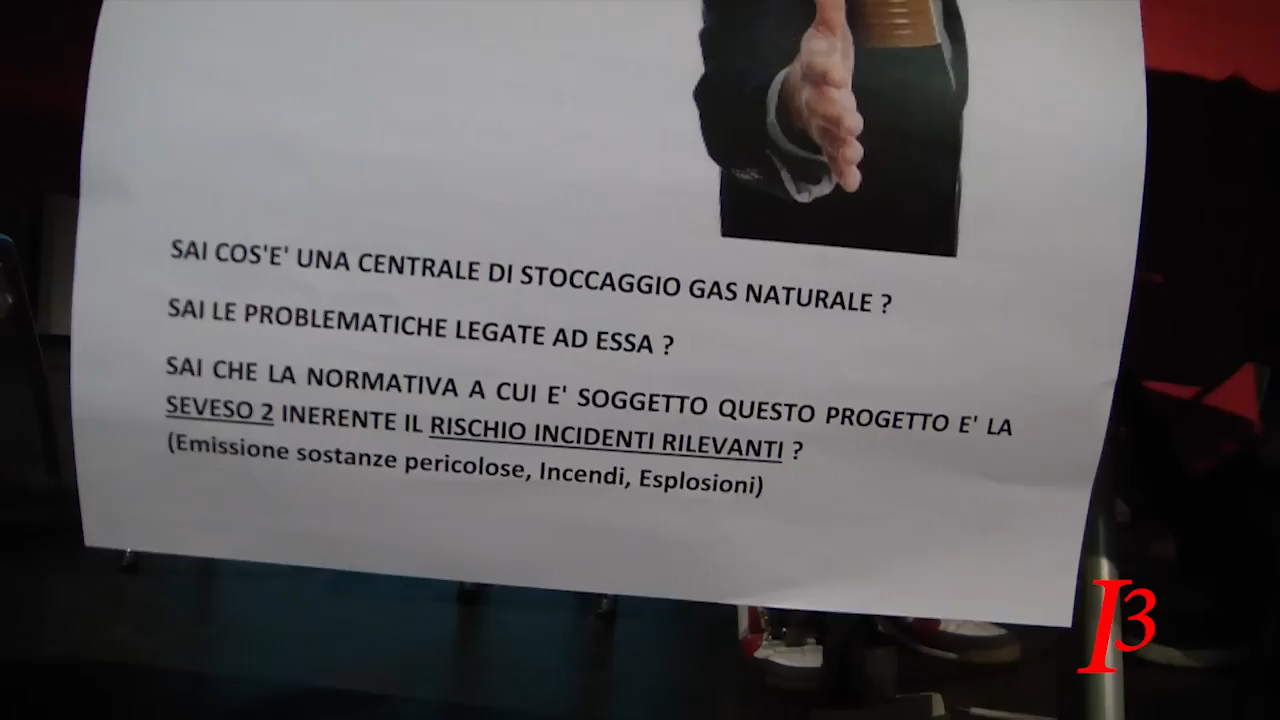 SAI COS'E' UNA CENTRALE DI STOCCAGGIO GAS NATURALE ?
SAI LE PROBLEMATICHE LEGATE AD ESSA ?
SAI CHE LA NORMATIVA A CUI E' SOGGETTO QUESTO PROGETTO E' LA
SEVESO 2 INERENTE IL RISCHIO INCIDENTI RILEVANTI ?
(Emissione sostanze pericolose, Incendi, Esplosioni)
I3